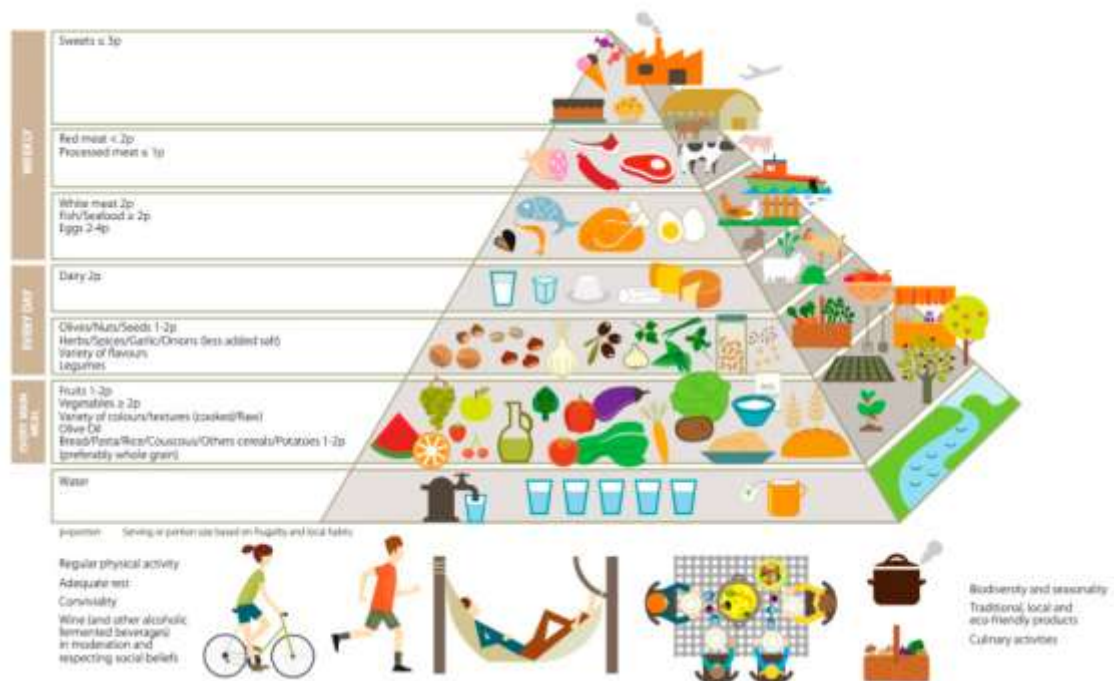 WEEKLY
Sweets ≤ 3p
Red meat < 2p
Processed meat ≤ 1p
White meat 2p
Fish/Seafood ≥ 2p
Eggs 2-4p
EVERY DAY
Dairy 2p
Olives/Nuts/Seeds 1-2p
Herbs/Spices/Garlic/Onions (less added salt)
Variety of flavours
Legumes
MEAL
Fruits 1-2p
Vegetables ≥ 2p
Variety of colours/textures (cooked/Raw)
Olive Oil
Bread/Pasta/Rice/Couscous/Others cereals/Potatoes 1-2p
(preferably whole grain)
Water
Serving or portion size based on frugality and local habits
Regular physical activity
Adequate rest
Conviviality
Wine (and other alcoholic
fermented beverages)
in moderation and
respecting social beliefs
Biodiversity and seasonality
Traditional, local and
eco-friendly products
Culinary activities